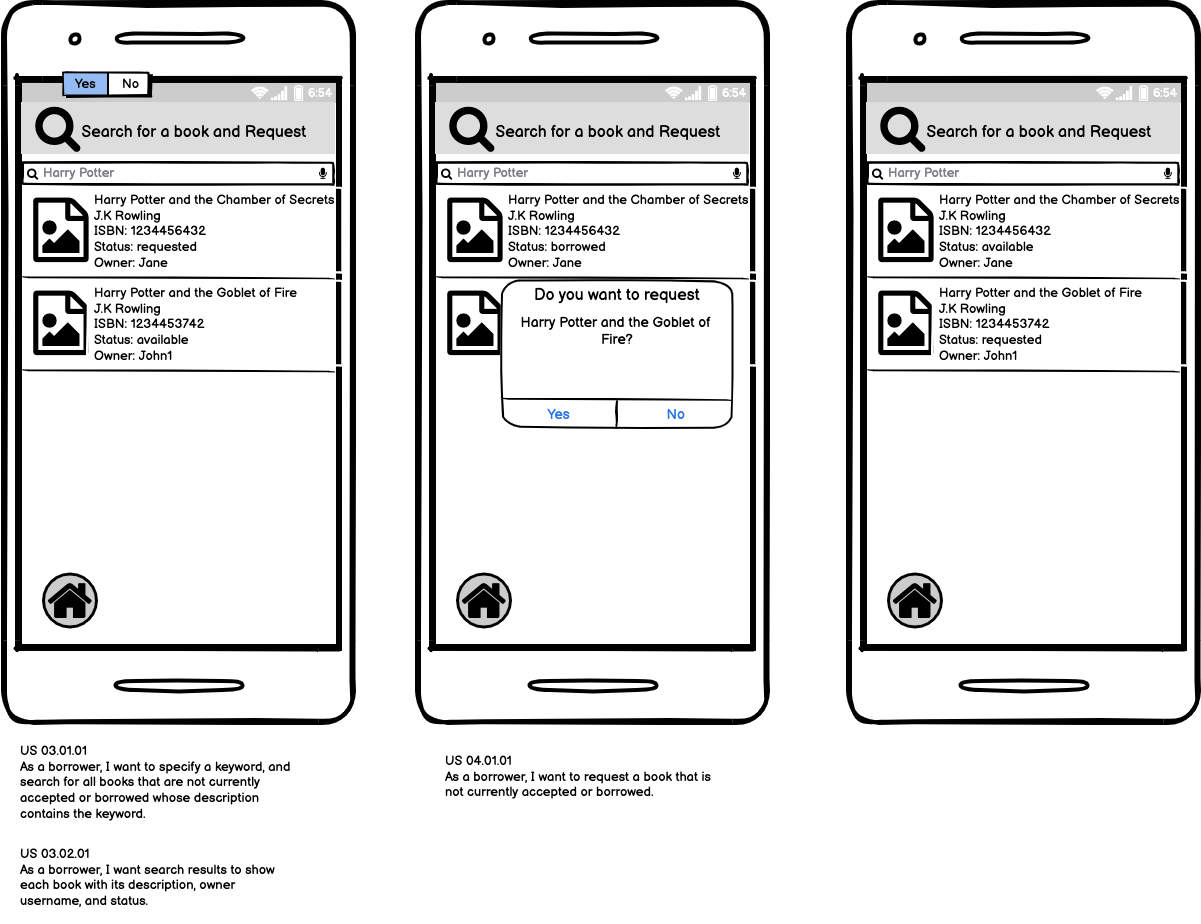 Yes No
6:54
Search for a book and Request
Harry Potter
Harry Potter and the Chamber of Secrets
J.K Rowling
ISBN: 1234456432
Status: requested
Owner: Jane
Harry Potter and the Goblet of Fire
J.K Rowling
ISBN: 1234453742
Status: available
Owner: John1
US 03.01.01
As a borrower, I want to specify a keyword, and
search for all books that are not currently
accepted or borrowed whose description
contains the keyword.
US 03.02.01
As a borrower, I want search results to show
each book with its description, owner
username, and status.
6:54
Search for a book and Request
Harry Potter
Harry Potter and the Chamber of Secrets
J.K Rowling
ISBN: 1234456432
Status: borrowed
Owner: Jane
Do you want to request
Harry Potter and the Goblet of
Fire?
Yes No
US 04.01.01
As a borrower, I want to request a book that is
not currently accepted or borrowed.
6:54
Search for a book and Request
Harry Potter
Harry Potter and the Chamber of Secrets
J.K Rowling
ISBN: 1234456432
Status: available
Owner: Jane
Harry Potter and the Goblet of Fire
J.K Rowling
ISBN: 1234453742
Status: requested
Owner: John1